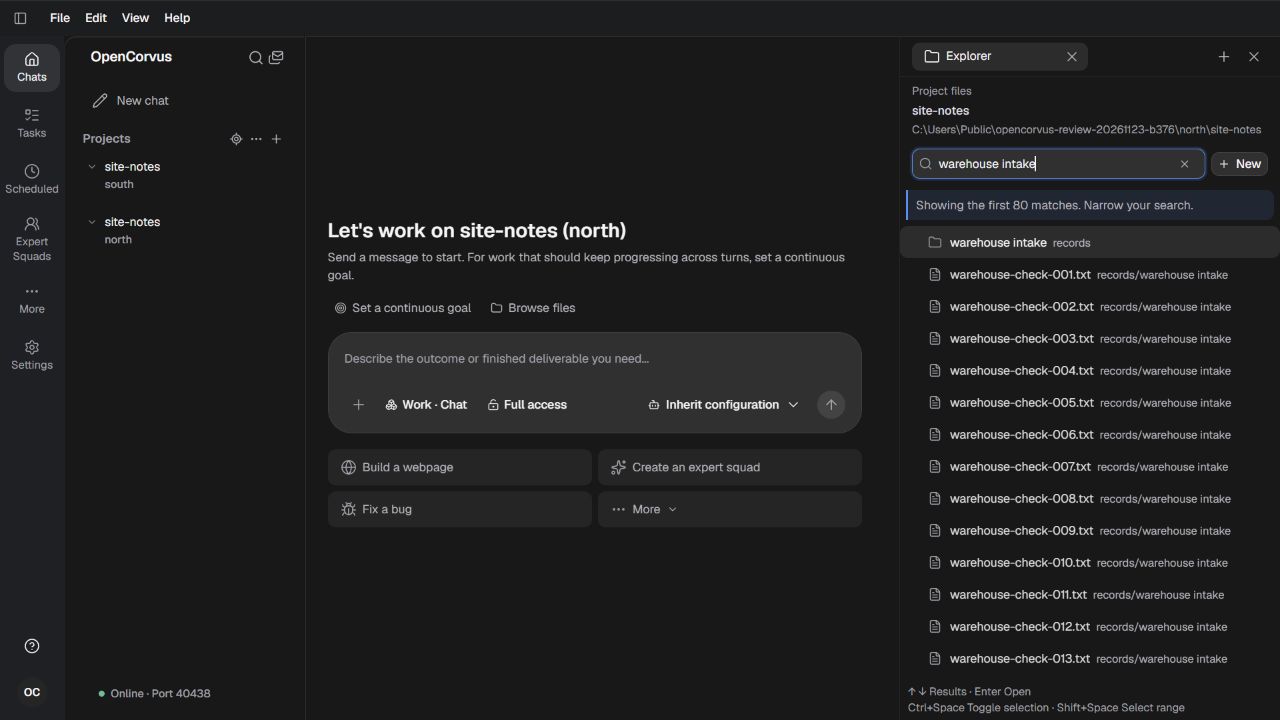 File Edit View Help
Chats
Tasks
Scheduled
Expert
Squads
More
Settings
OC
OpenCorvus
New chat
Projects
site-notes
south
site-notes
north
Online · Port 40438
Let's work on site-notes (north)
Send a message to start. For work that should keep progressing across turns, set a continuous
goal.
Set a continuous goal Browse files
Describe the outcome or finished deliverable you need...
Work · Chat Full access Inherit configuration
Build a webpage Create an expert squad
Fix a bug More
Explorer
Project files
site-notes
C:\Users\Public\opencorvus-review-20261123-b376\north\site-notes
warehouse intake New
Showing the first 80 matches. Narrow your search.
warehouse intake records
warehouse-check-001.txt records/warehouse intake
warehouse-check-002.txt records/warehouse intake
warehouse-check-003.txt records/warehouse intake
warehouse-check-004.txt records/warehouse intake
warehouse-check-005.txt records/warehouse intake
warehouse-check-006.txt records/warehouse intake
warehouse-check-007.txt records/warehouse intake
warehouse-check-008.txt records/warehouse intake
warehouse-check-009.txt records/warehouse intake
warehouse-check-010.txt records/warehouse intake
warehouse-check-011.txt records/warehouse intake
warehouse-check-012.txt records/warehouse intake
warehouse-check-013.txt records/warehouse intake
↑↓ Results · Enter Open
Ctrl+Space Toggle selection · Shift+Space Select range